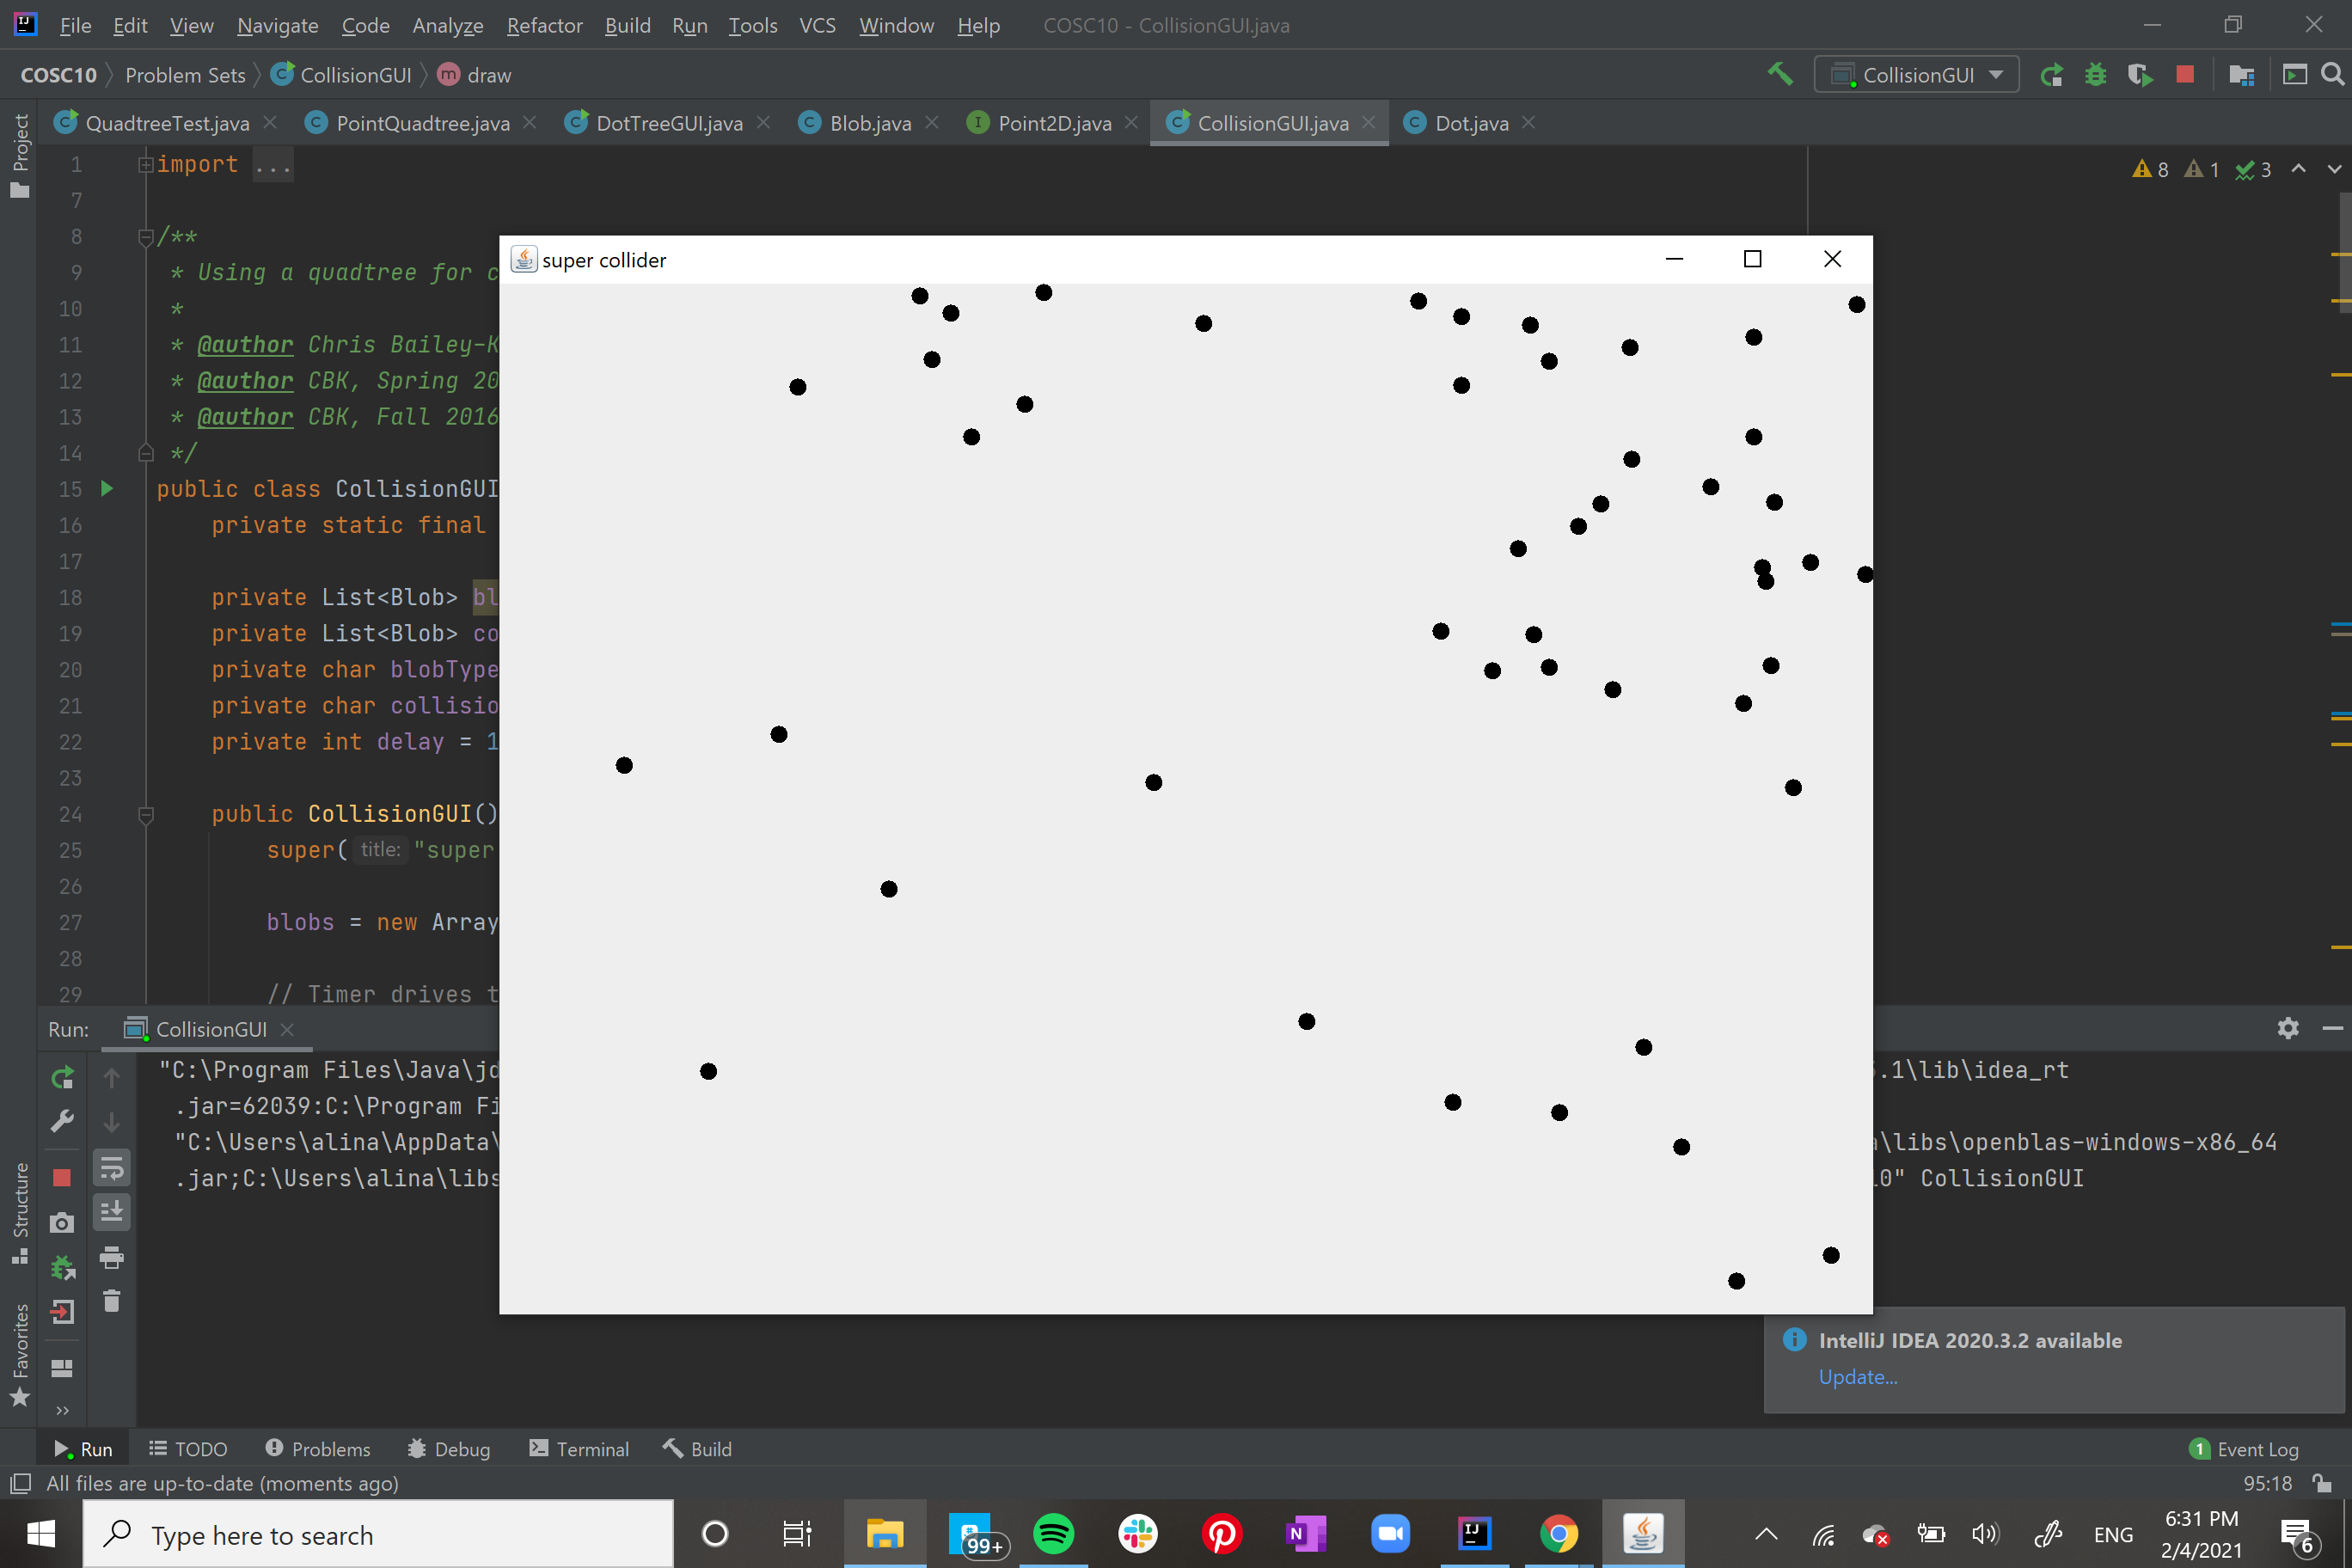 File Edit View Navigate Code Analyze Refactor Build Run Tools VCS Window Help COSC10 - CollisionGUI.java
COSC10 Problem Sets CollisionGUI m draw CollisionGUI
QuadtreeTest.java PointQuadtree.java DotTreeGUI.java Blob.java Point2D.java CollisionGUI.java Dot.java
Project
8 1 3
1 import ...
7
8 /**
9 * Using a quadtree for c
10 *
11 * @author Chris Bailey-K
12 * @author CBK, Spring 20
13 * @author CBK, Fall 2016
14 */
15 public class CollisionGUI
16 private static final
17
18 private List<Blob> bl
19 private List<Blob> co
20 private char blobType
21 private char collisio
22 private int delay = 1
23
24 public CollisionGUI()
25 super( title: "super
26
27 blobs = new Array
28
29 // Timer drives t
super collider
Run: CollisionGUI
"C:\Program Files\Java\jd .1\lib\idea_rt
.jar=62039:C:\Program Fi
"C:\Users\alina\AppData\ \libs\openblas-windows-x86_64
.jar;C:\Users\alina\libs 0" CollisionGUI
Structure
Favorites
IntelliJ IDEA 2020.3.2 available
Update...
Run TODO Problems Debug Terminal Build 1 Event Log
All files are up-to-date (moments ago) 95:18
Type here to search 99+ N IJ ENG 6:31 PM 6
2/4/2021